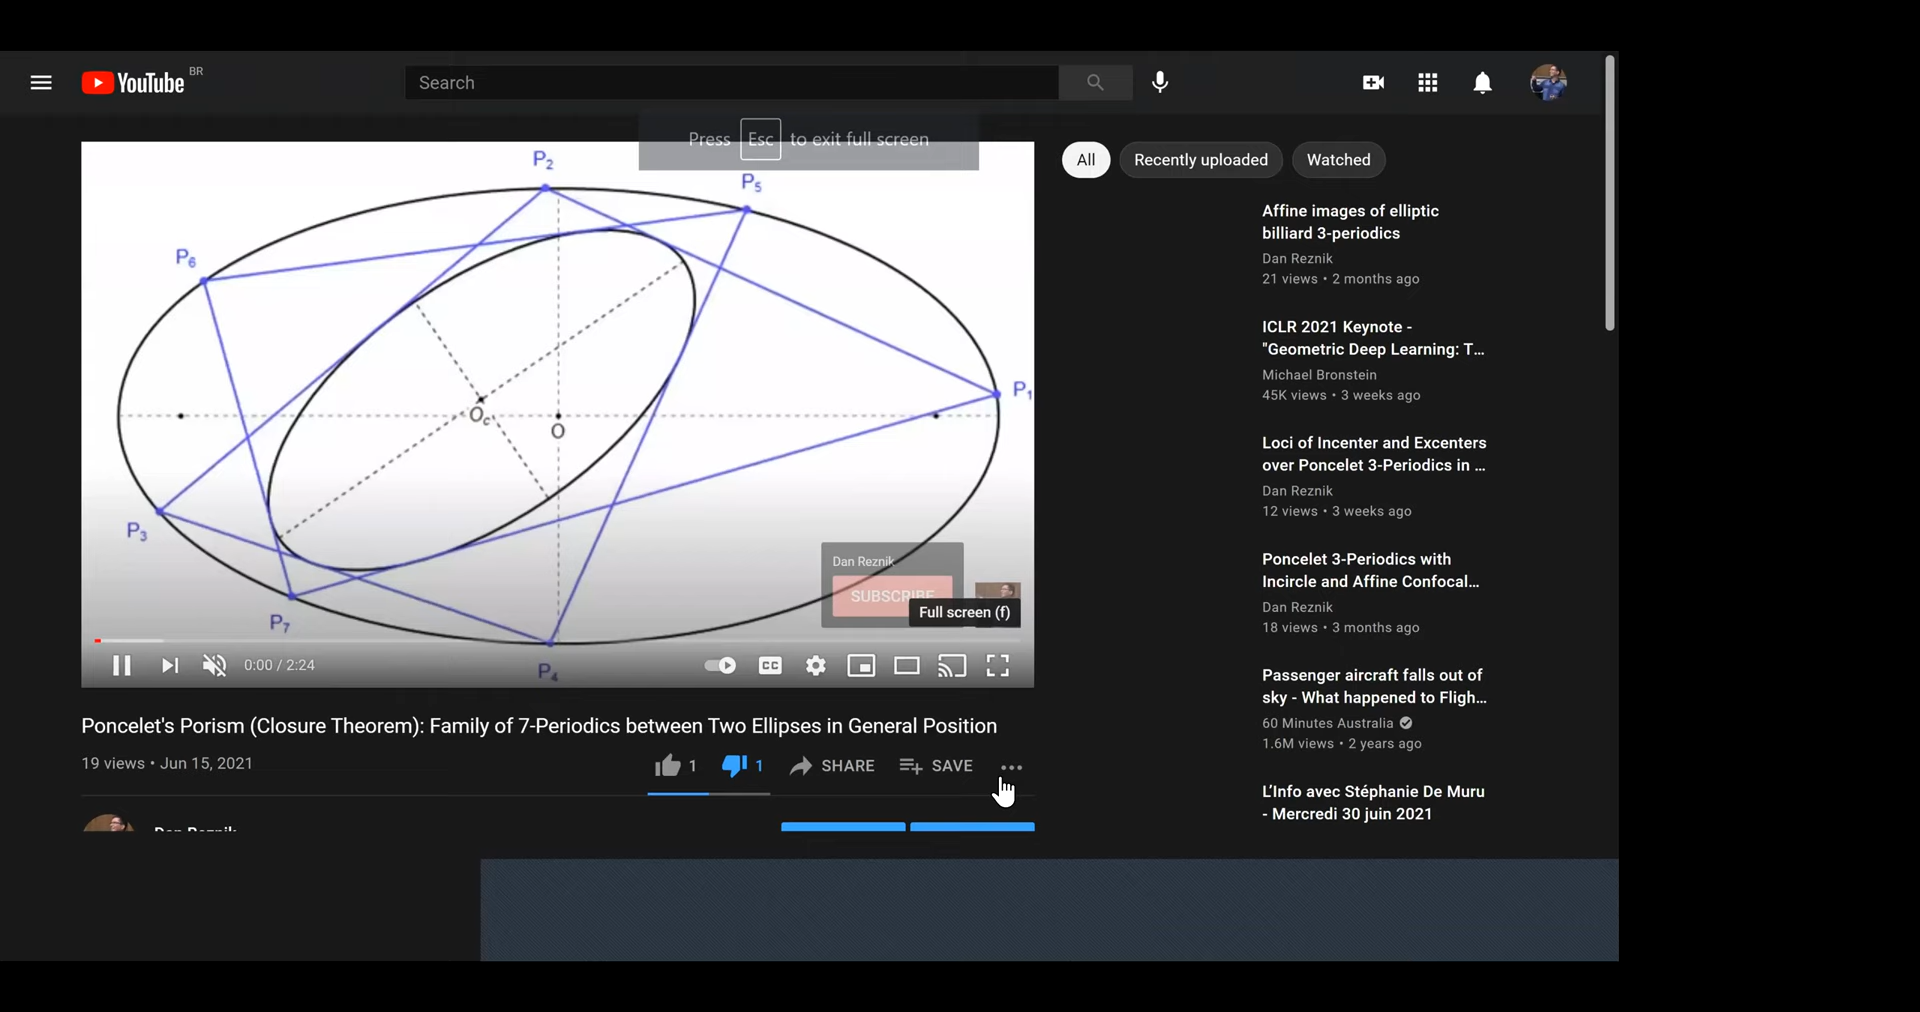 YouTube BR
Search
Press Esc to exit full screen
P2
P5
P6
P1
Oc
O
P3
P7
P4
Dan Reznik
SUBSCRIBE
Full screen (f)
0:00 / 2:24
CC
Poncelet's Porism (Closure Theorem): Family of 7-Periodics between Two Ellipses in General Position
19 views • Jun 15, 2021
1
1
SHARE
SAVE
Dan Reznik
All
Recently uploaded
Watched
Affine images of elliptic
billiard 3-periodics
Dan Reznik
21 views • 2 months ago
ICLR 2021 Keynote -
"Geometric Deep Learning: T...
Michael Bronstein
45K views • 3 weeks ago
Loci of Incenter and Excenters
over Poncelet 3-Periodics in ...
Dan Reznik
12 views • 3 weeks ago
Poncelet 3-Periodics with
Incircle and Affine Confocal...
Dan Reznik
18 views • 3 months ago
Passenger aircraft falls out of
sky - What happened to Fligh...
60 Minutes Australia
1.6M views • 2 years ago
L'Info avec Stéphanie De Muru
- Mercredi 30 juin 2021